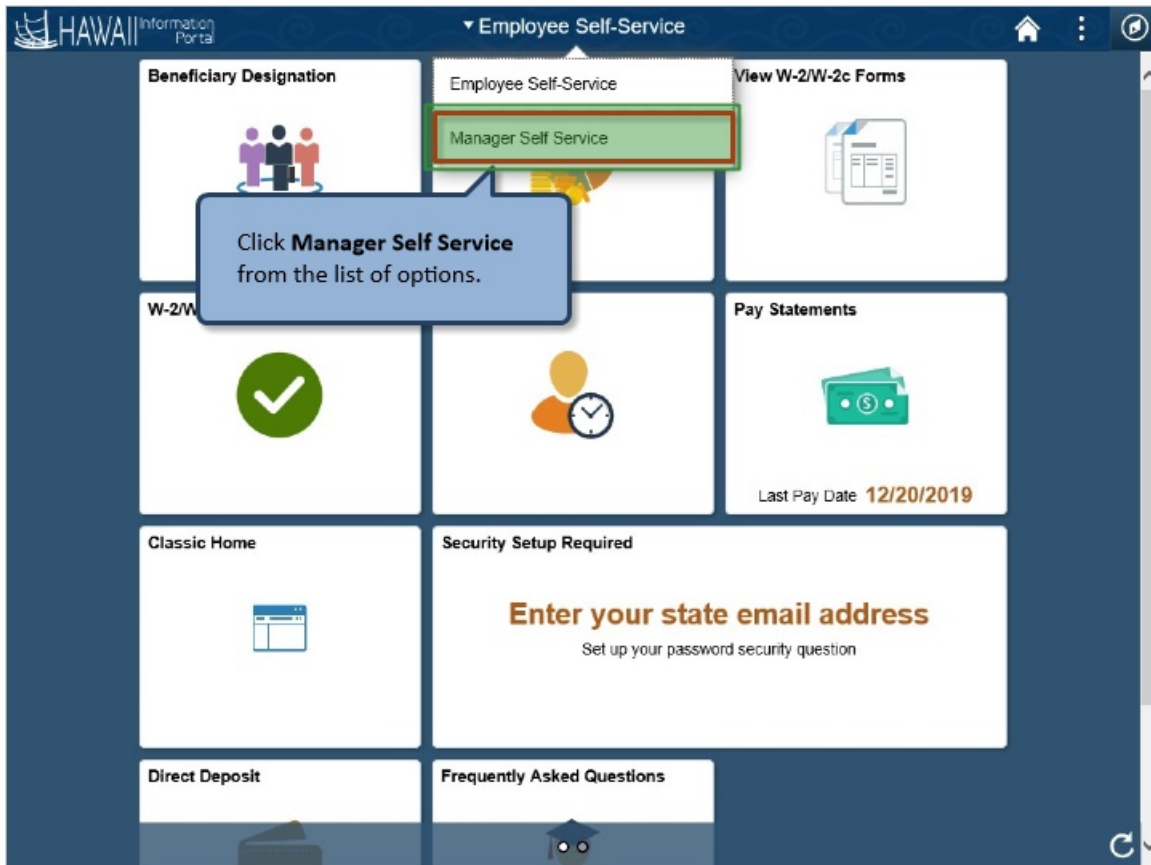 HAWAII Information
Portal
Employee Self-Service
Beneficiary Designation
Employee Self-Service
Manager Self Service
View W-2/W-2c Forms
Click Manager Self Service
from the list of options.
W-2/W
Pay Statements
$
Last Pay Date 12/20/2019
Classic Home
Security Setup Required
Enter your state email address
Set up your password security question
Direct Deposit
Frequently Asked Questions